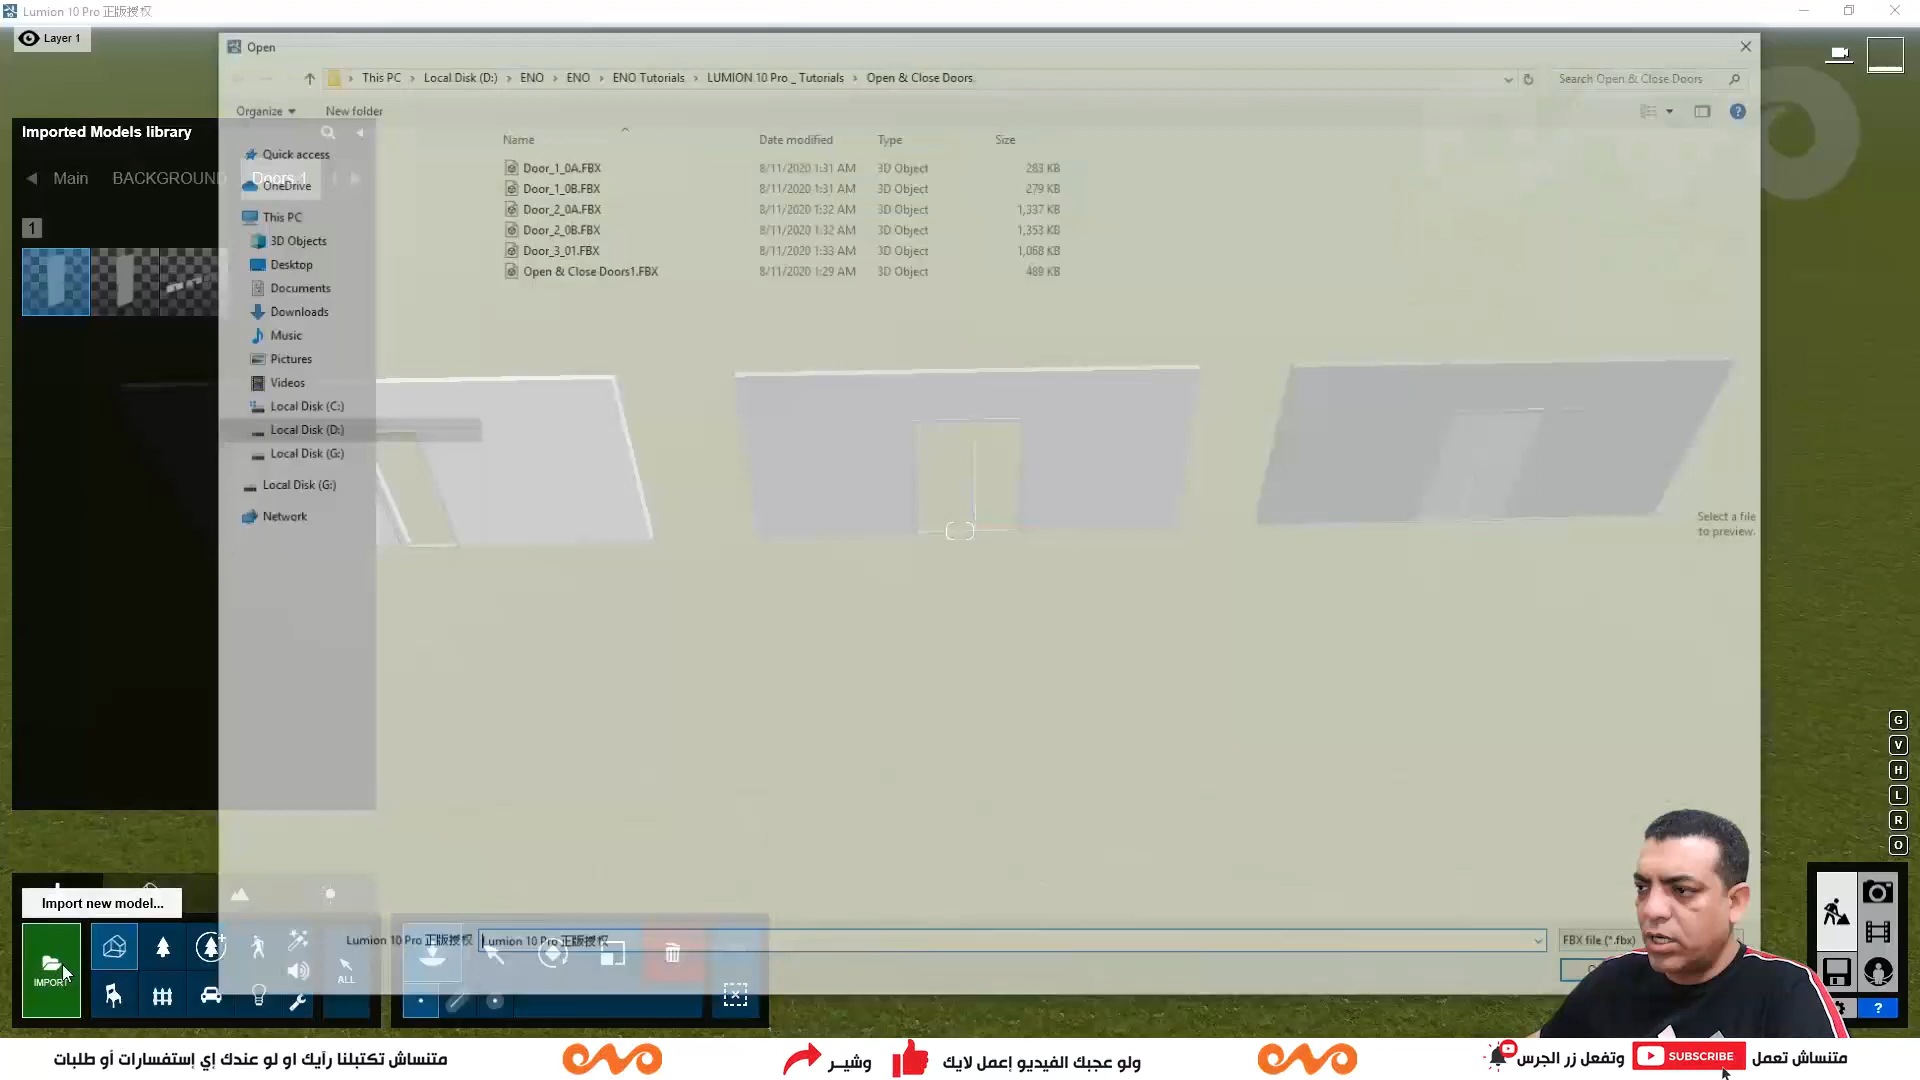 Lumion 10 Pro 正版授权
Layer 1
Open
This PC › Local Disk (D:) › ENO › ENO › ENO Tutorials › LUMION 10 Pro _ Tutorials › Open & Close Doors
Search Open & Close Doors
Organize
New folder
Imported Models library
Main
BACKGROUND
Doors 1
1
Quick access
OneDrive
This PC
3D Objects
Desktop
Documents
Downloads
Music
Pictures
Videos
Local Disk (C:)
Local Disk (D:)
Local Disk (G:)
Local Disk (G:)
Network
Name Date modified Type Size
Door_1_0A.FBX 8/11/2020 1:31 AM 3D Object 283 KB
Door_1_0B.FBX 8/11/2020 1:31 AM 3D Object 279 KB
Door_2_0A.FBX 8/11/2020 1:32 AM 3D Object 1,337 KB
Door_2_0B.FBX 8/11/2020 1:32 AM 3D Object 1,353 KB
Door_3_01.FBX 8/11/2020 1:33 AM 3D Object 1,068 KB
Open & Close Doors1.FBX 8/11/2020 1:29 AM 3D Object 489 KB
Select a file
to preview.
G
V
H
L
R
O
Import new model...
IMPORT
ALL
Lumion 10 Pro 正版授权
Lumion 10 Pro 正版授权
FBX file (*.fbx)
?
متنساش تعمل
SUBSCRIBE
وتفعل زر الجرس
ولو عجبك الفيديو إعمل لايك
وشير
متنساش تكتبلنا رأيك او لو عندك إي إستفسارات أو طلبات